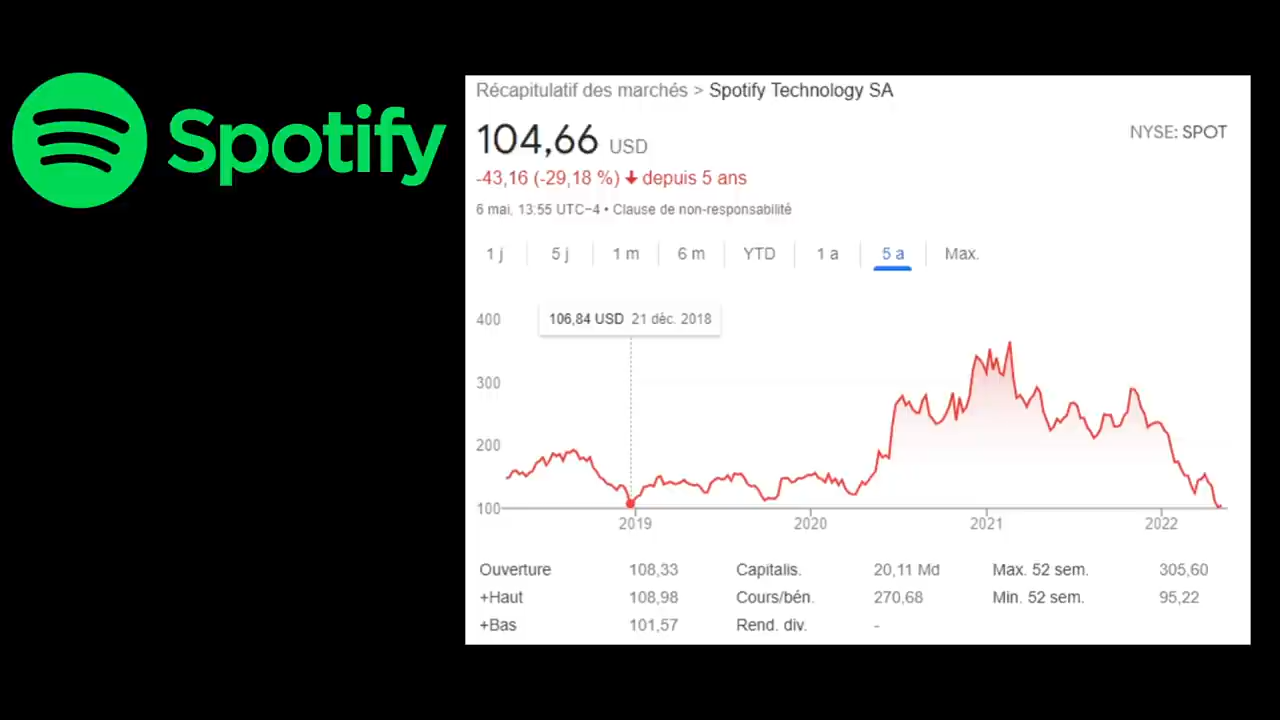 Spotify
Récapitulatif des marchés > Spotify Technology SA
104,66 USD
NYSE: SPOT
-43,16 (-29,18 %) ↓ depuis 5 ans
6 mai, 13:55 UTC−4 • Clause de non-responsabilité
1 j 5 j 1 m 6 m YTD 1 a 5 a Max.
106,84 USD 21 déc. 2018
400
300
200
100
2019 2020 2021 2022
Ouverture 108,33 Capitalis. 20,11 Md Max. 52 sem. 305,60
+Haut 108,98 Cours/bén. 270,68 Min. 52 sem. 95,22
+Bas 101,57 Rend. div. -